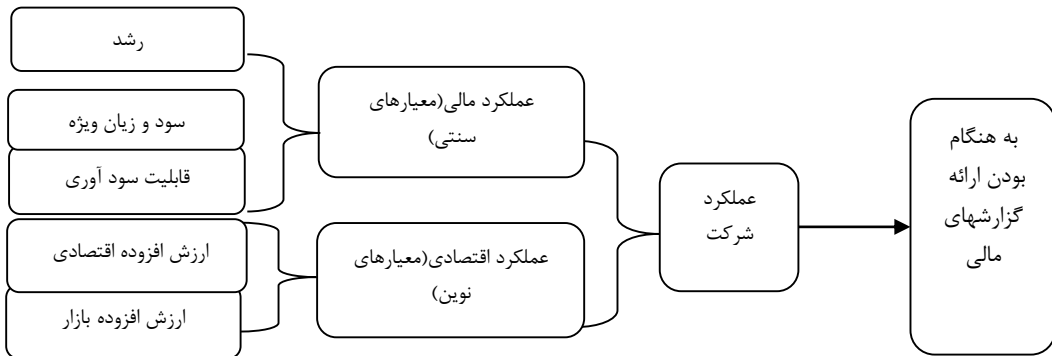 رشد
سود و زیان ویژه
قابلیت سود آوری
ارزش افزوده اقتصادی
ارزش افزوده بازار
عملکرد مالی(معیارهای
سنتی)
عملکرد اقتصادی(معیارهای
نوین)
عملکرد
شرکت
به هنگام
بودن ارائه
گزارشهای
مالی